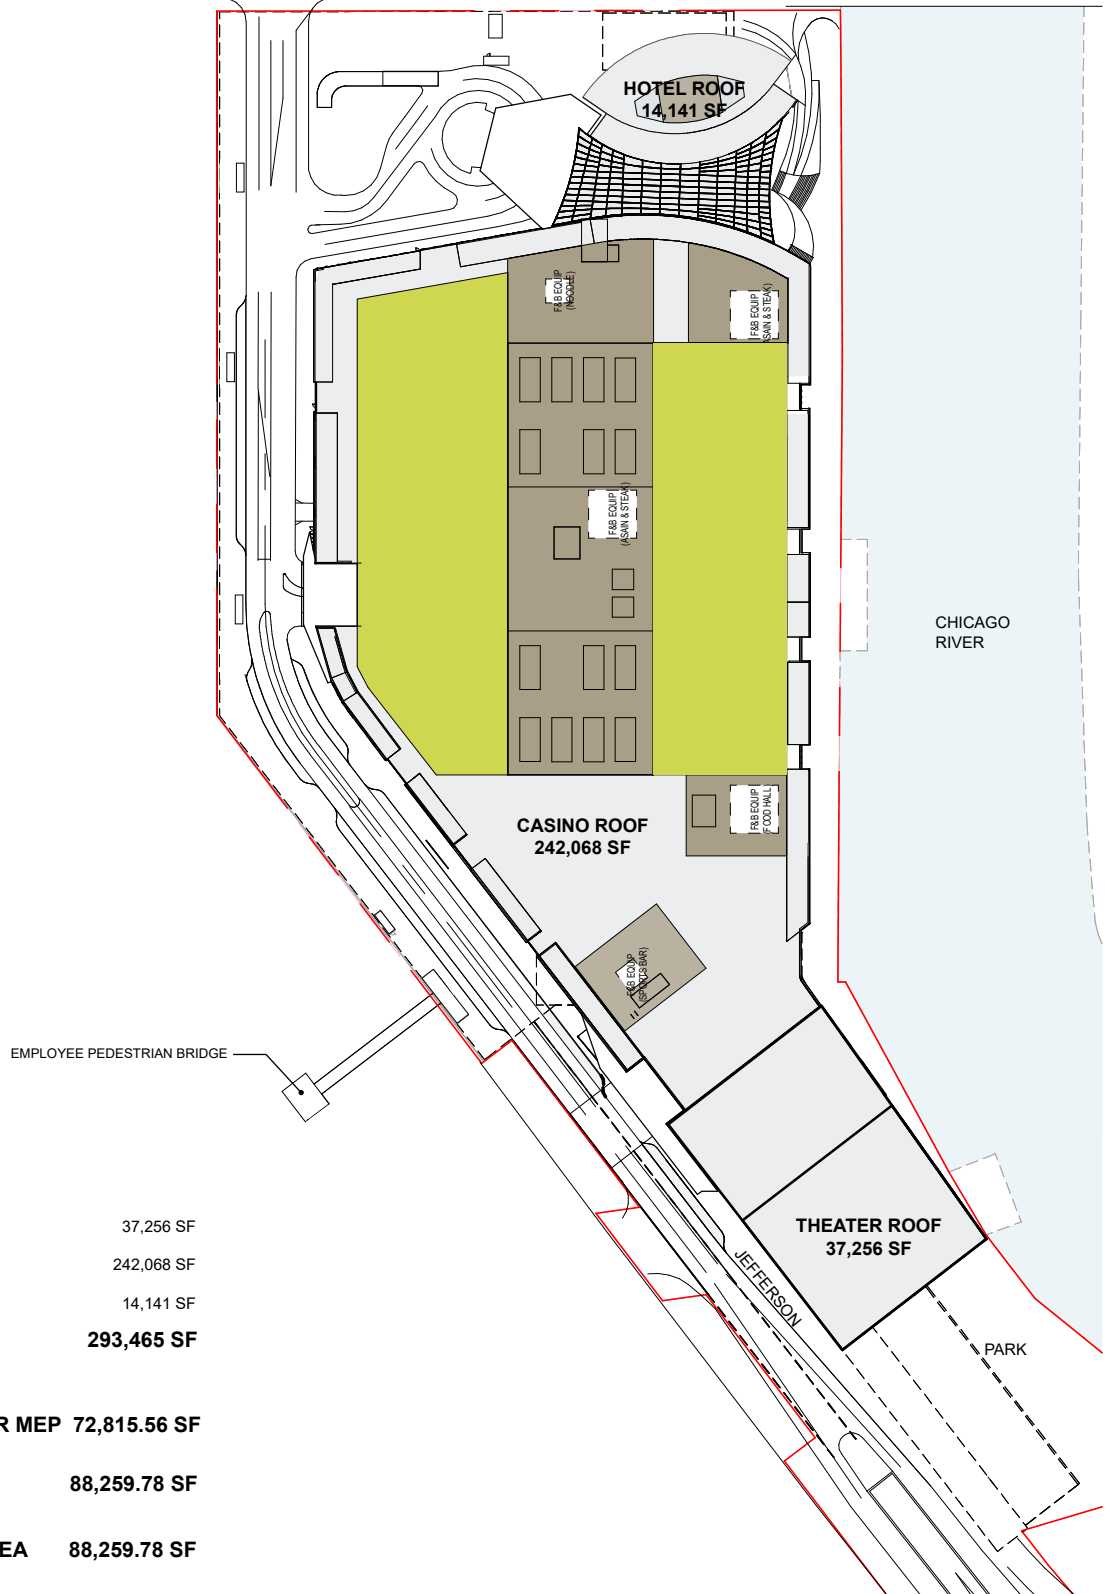 HOTEL ROOF
14,141 SF
F&B EQUIP
(NOODLE)
F&B EQUIP
ASAIN & STEAK)
F&B EQUIP
(ASAIN & STEAK)
CHICAGO
RIVER
F&B EQUIP
(FOOD HALL)
CASINO ROOF
242,068 SF
F&B EQUIP
(SPORTS BAR)
EMPLOYEE PEDESTRIAN BRIDGE
37,256 SF
242,068 SF
14,141 SF
293,465 SF
THEATER ROOF
37,256 SF
JEFFERSON
PARK
R MEP 72,815.56 SF
88,259.78 SF
EA 88,259.78 SF